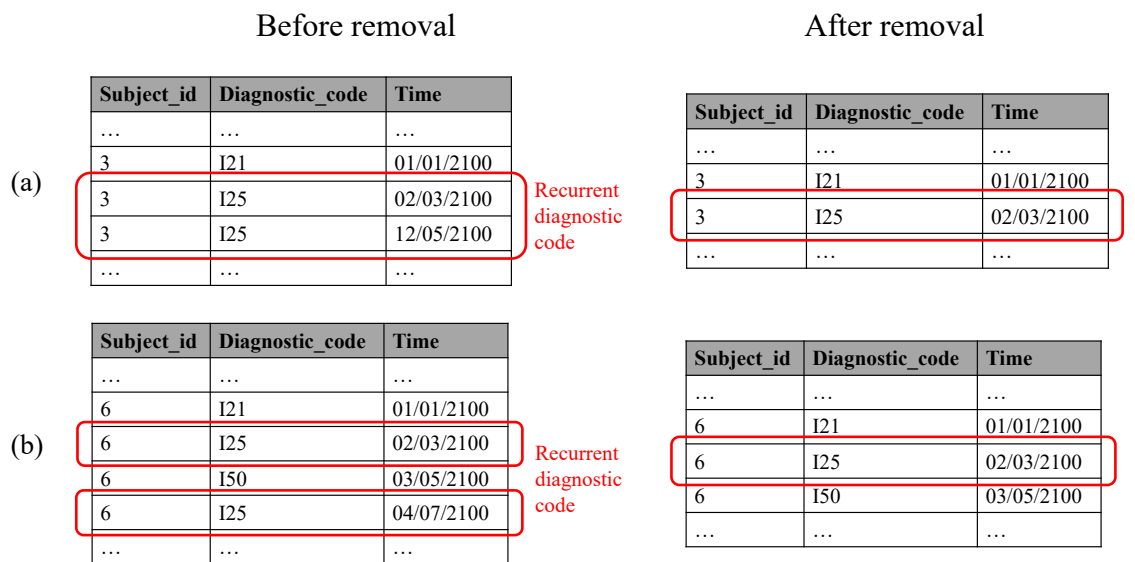 Before removal
After removal
(a)
Subject_id Diagnostic_code Time
… … …
3 I21 01/01/2100
3 I25 02/03/2100
3 I25 12/05/2100
… … …
Recurrent
diagnostic
code
Subject_id Diagnostic_code Time
… … …
3 I21 01/01/2100
3 I25 02/03/2100
… … …
(b)
Subject_id Diagnostic_code Time
… … …
6 I21 01/01/2100
6 I25 02/03/2100
6 I50 03/05/2100
6 I25 04/07/2100
… … …
Recurrent
diagnostic
code
Subject_id Diagnostic_code Time
… … …
6 I21 01/01/2100
6 I25 02/03/2100
6 I50 03/05/2100
… … …